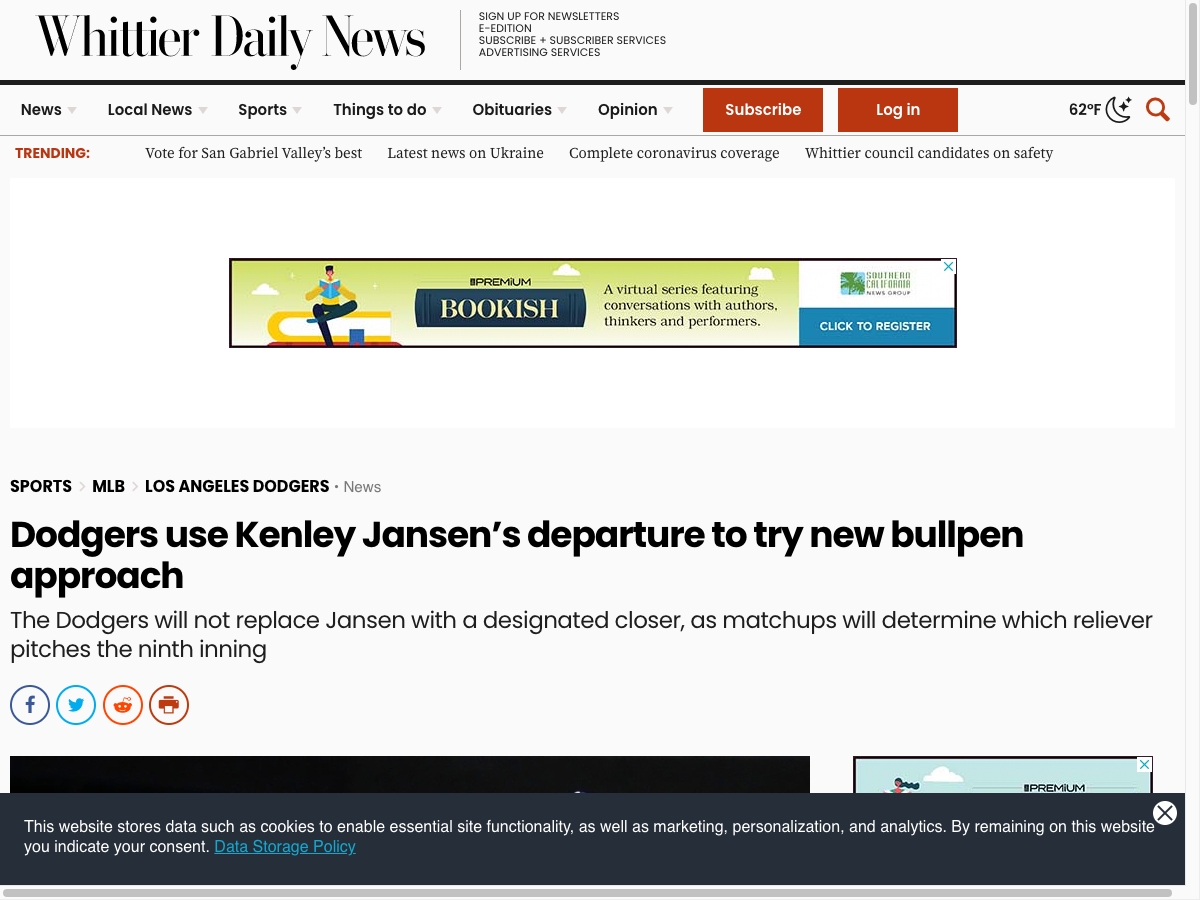 Whittier Daily News
SIGN UP FOR NEWSLETTERS
E-EDITION
SUBSCRIBE + SUBSCRIBER SERVICES
ADVERTISING SERVICES
News Local News Sports Things to do Obituaries Opinion Subscribe Log in 62°F
TRENDING: Vote for San Gabriel Valley's best Latest news on Ukraine Complete coronavirus coverage Whittier council candidates on safety
PREMIUM
BOOKISH
A virtual series featuring
conversations with authors,
thinkers and performers.
SOUTHERN
CALIFORNIA
NEWS GROUP
CLICK TO REGISTER
SPORTS MLB LOS ANGELES DODGERS • News
Dodgers use Kenley Jansen’s departure to try new bullpen
approach
The Dodgers will not replace Jansen with a designated closer, as matchups will determine which reliever
pitches the ninth inning
PREMIUM
This website stores data such as cookies to enable essential site functionality, as well as marketing, personalization, and analytics. By remaining on this website
you indicate your consent. Data Storage Policy